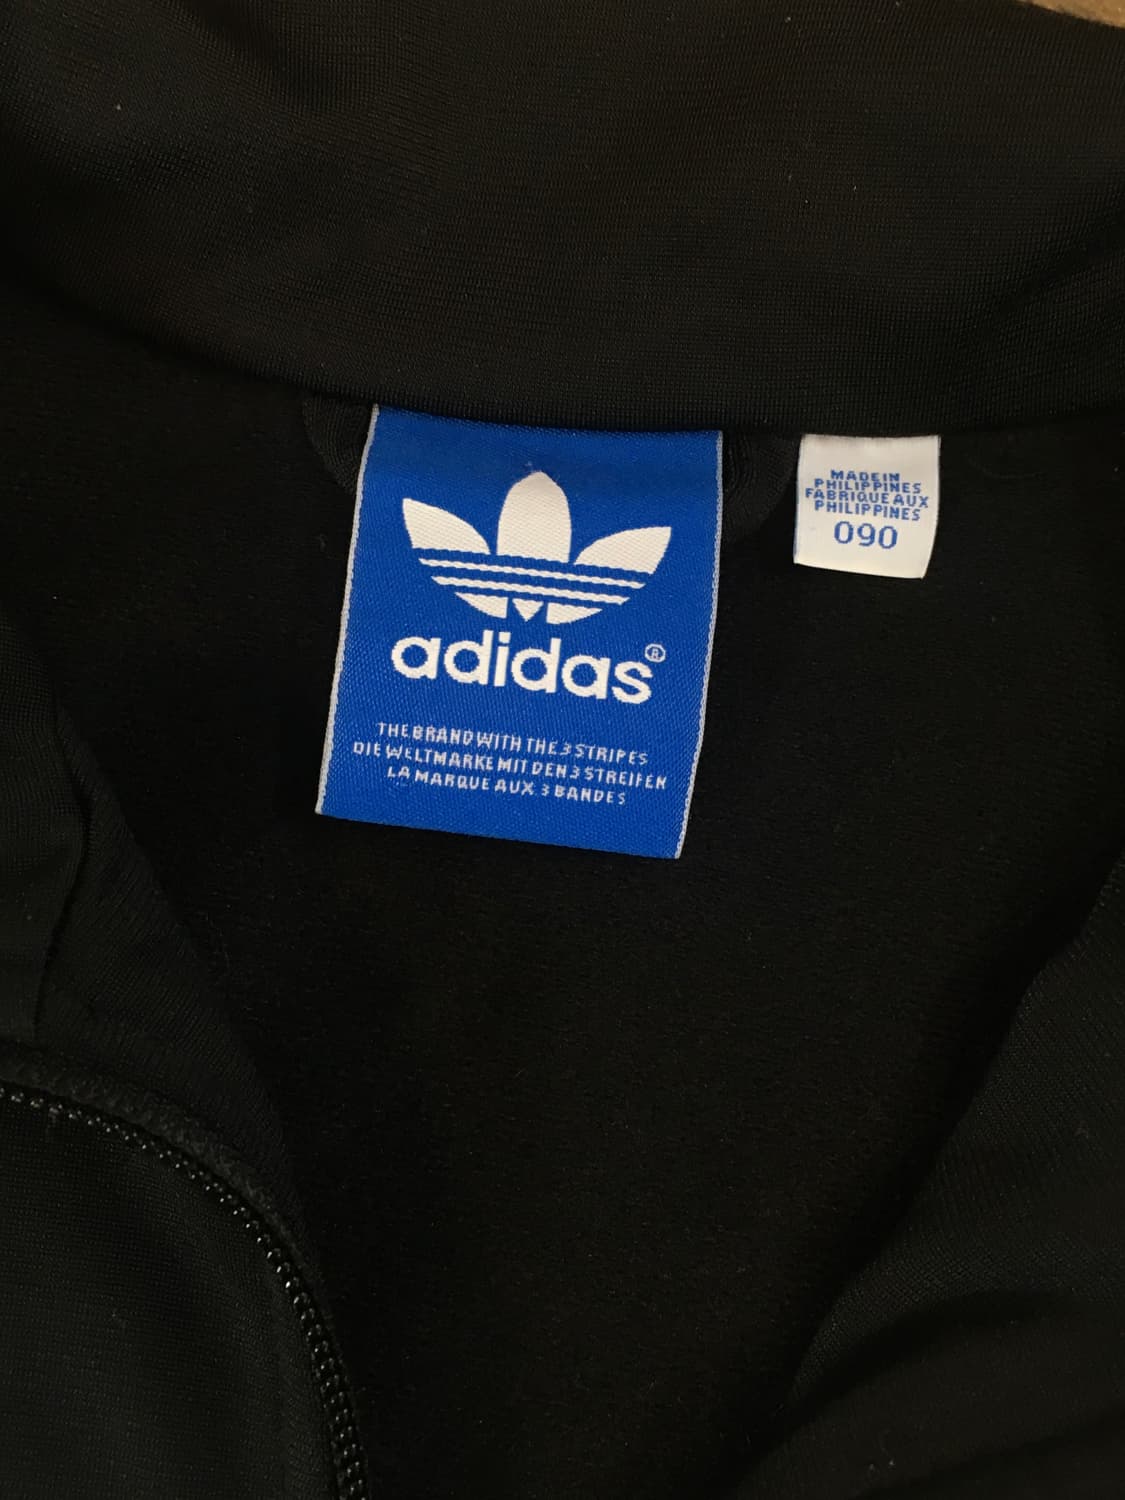 adidas®
THE BRAND WITH THE 3 STRIPES
DIE WELTMARKE MIT DEN 3 STREIFEN
LA MARQUE AUX 3 BANDES
MADE IN
PHILIPPINES
FABRIQUE AUX
PHILIPPINES
090